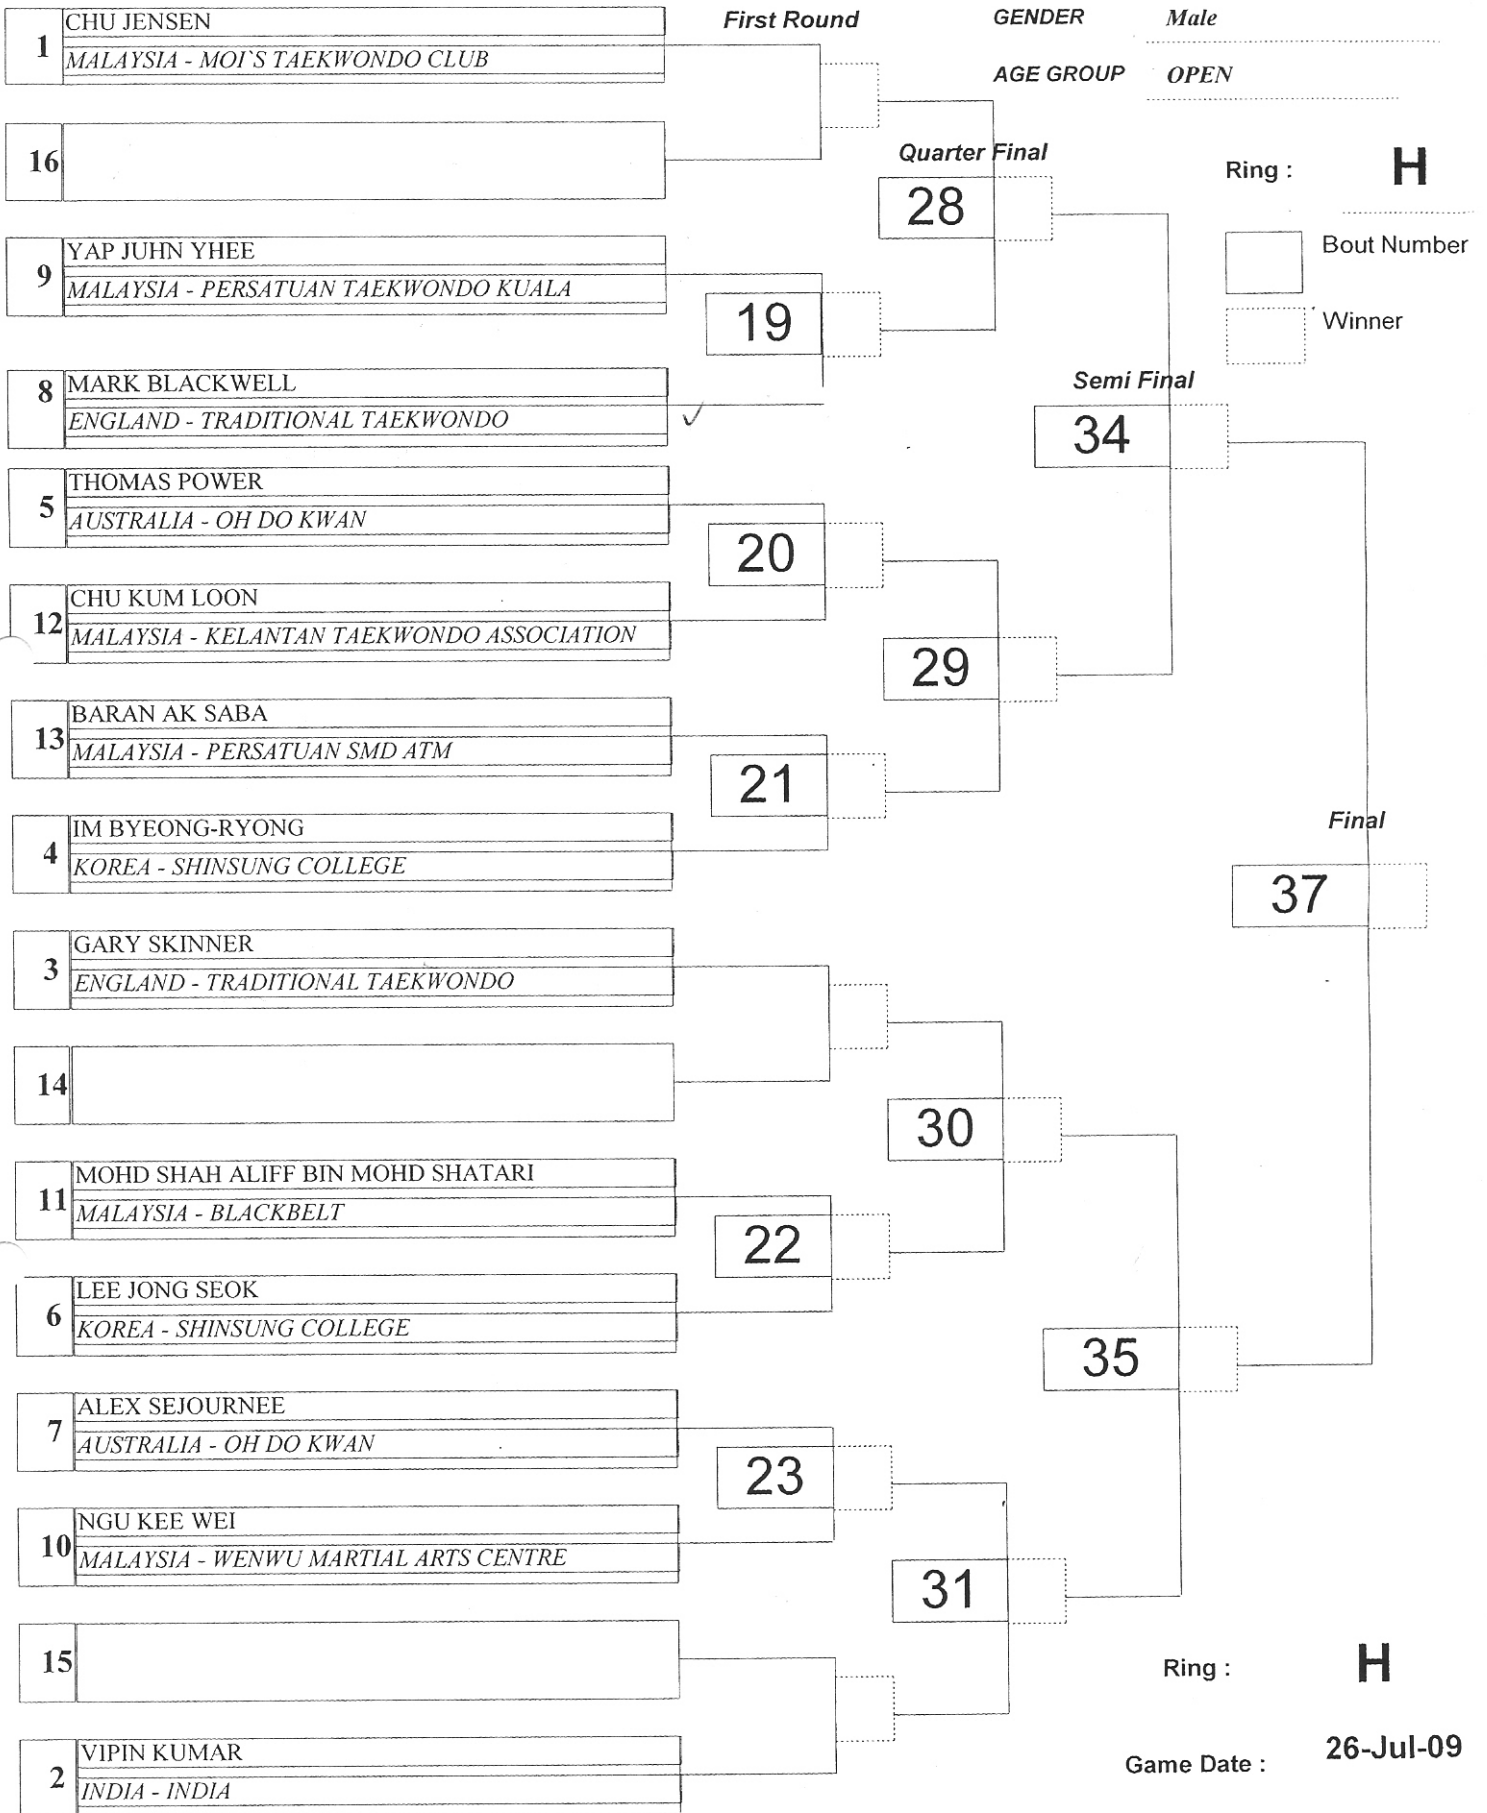 First Round
GENDER Male
AGE GROUP OPEN
Ring : H
Bout Number
Winner
1 CHU JENSEN
MALAYSIA - MOI`S TAEKWONDO CLUB
16
Quarter Final
28
9 YAP JUHN YHEE
MALAYSIA - PERSATUAN TAEKWONDO KUALA
19
8 MARK BLACKWELL
ENGLAND - TRADITIONAL TAEKWONDO
Semi Final
34
5 THOMAS POWER
AUSTRALIA - OH DO KWAN
20
12 CHU KUM LOON
MALAYSIA - KELANTAN TAEKWONDO ASSOCIATION
29
13 BARAN AK SABA
MALAYSIA - PERSATUAN SMD ATM
21
4 IM BYEONG-RYONG
KOREA - SHINSUNG COLLEGE
Final
37
3 GARY SKINNER
ENGLAND - TRADITIONAL TAEKWONDO
14
30
11 MOHD SHAH ALIFF BIN MOHD SHATARI
MALAYSIA - BLACKBELT
22
6 LEE JONG SEOK
KOREA - SHINSUNG COLLEGE
35
7 ALEX SEJOURNEE
AUSTRALIA - OH DO KWAN
23
10 NGU KEE WEI
MALAYSIA - WENWU MARTIAL ARTS CENTRE
31
15
2 VIPIN KUMAR
INDIA - INDIA
Ring : H
Game Date : 26-Jul-09